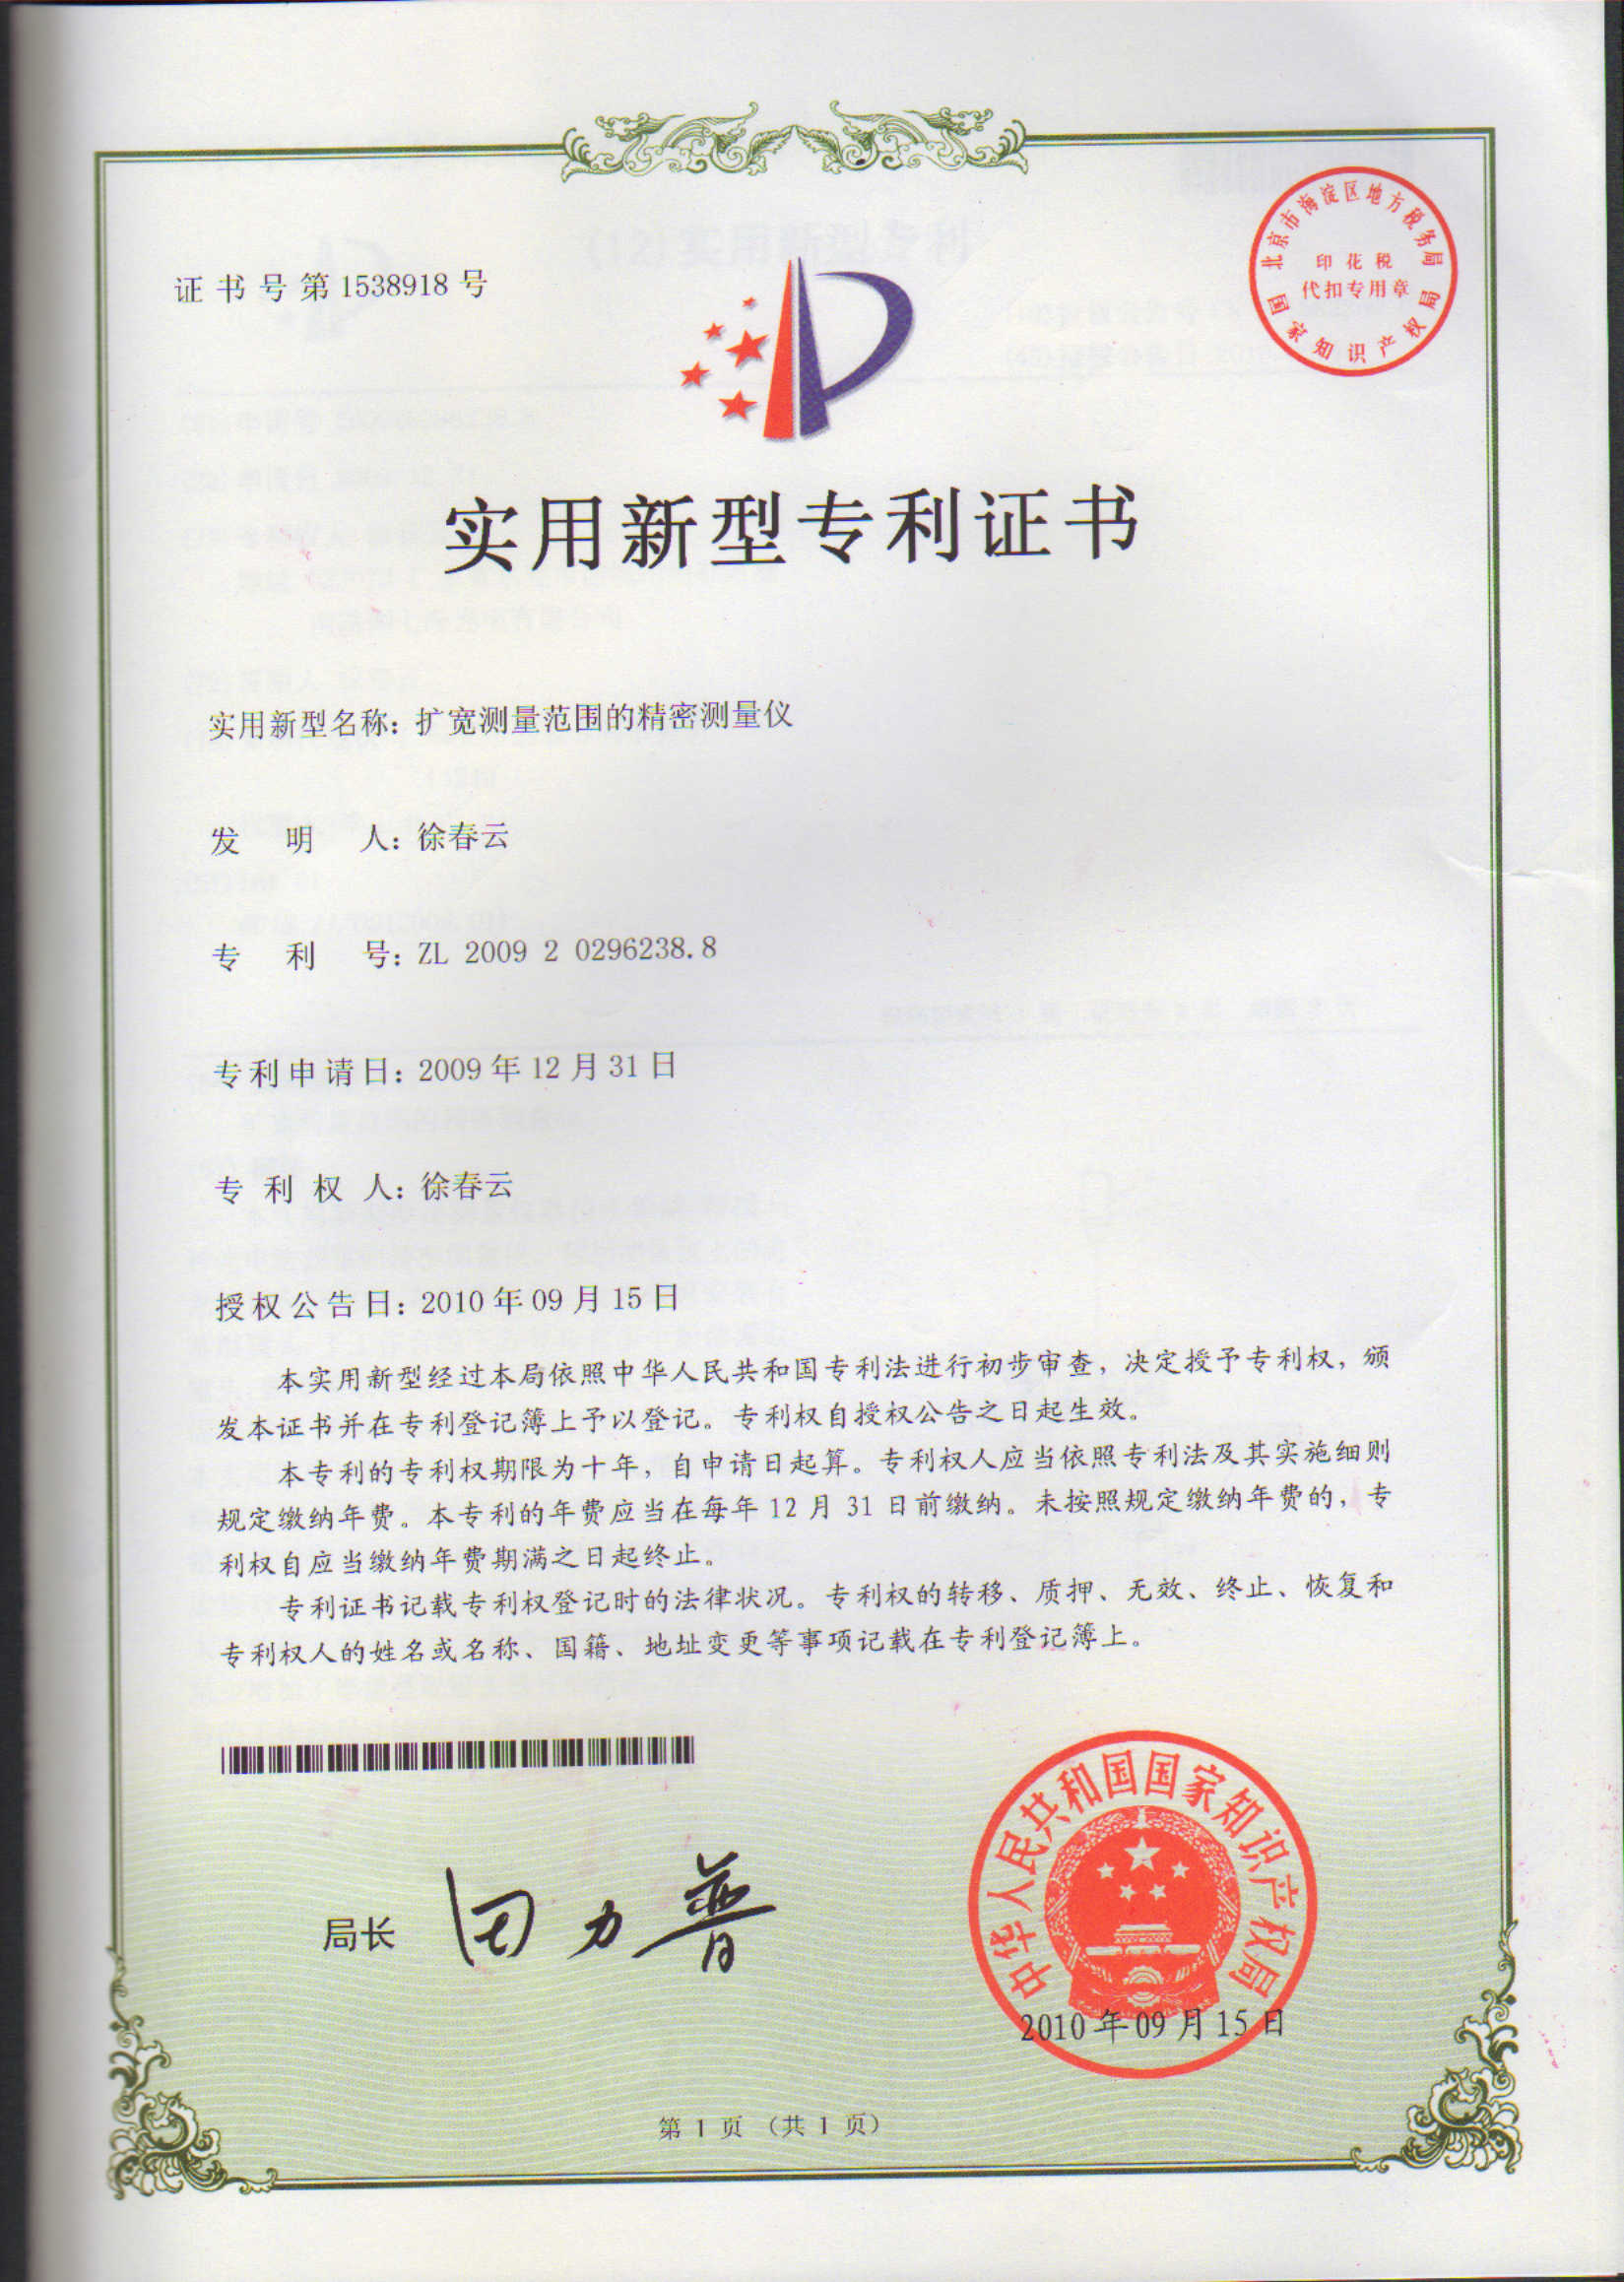 证书号第1538918号
北京市海淀区地方税务局
印花税
代扣专用章
国家知识产权局
实用新型专利证书
实用新型名称：扩宽测量范围的精密测量仪
发明人：徐春云
专利号：ZL 2009 2 0296238.8
专利申请日：2009年12月31日
专利权人：徐春云
授权公告日：2010年09月15日
本实用新型经过本局依照中华人民共和国专利法进行初步审查，决定授予专利权，颁
发本证书并在专利登记簿上予以登记。专利权自授权公告之日起生效。
本专利的专利权期限为十年，自申请日起算。专利权人应当依照专利法及其实施细则
规定缴纳年费。本专利的年费应当在每年12月31日前缴纳。未按照规定缴纳年费的，专
利权自应当缴纳年费期满之日起终止。
专利证书记载专利权登记时的法律状况。专利权的转移、质押、无效、终止、恢复和
专利权人的姓名或名称、国籍、地址变更等事项记载在专利登记簿上。
中华人民共和国国家知识产权局
局长 田力普
2010年09月15日
第1页（共1页）